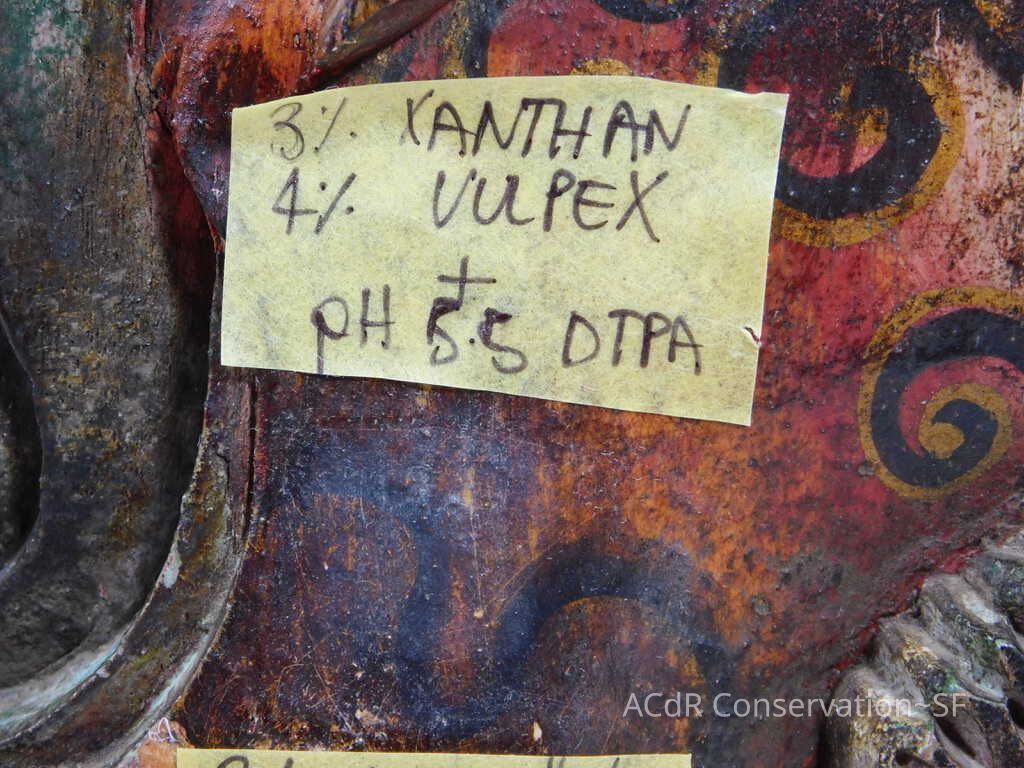 3% XANTHAN
4% VULPEX
+
pH 5.5 DTPA
ACdR Conservation-SF